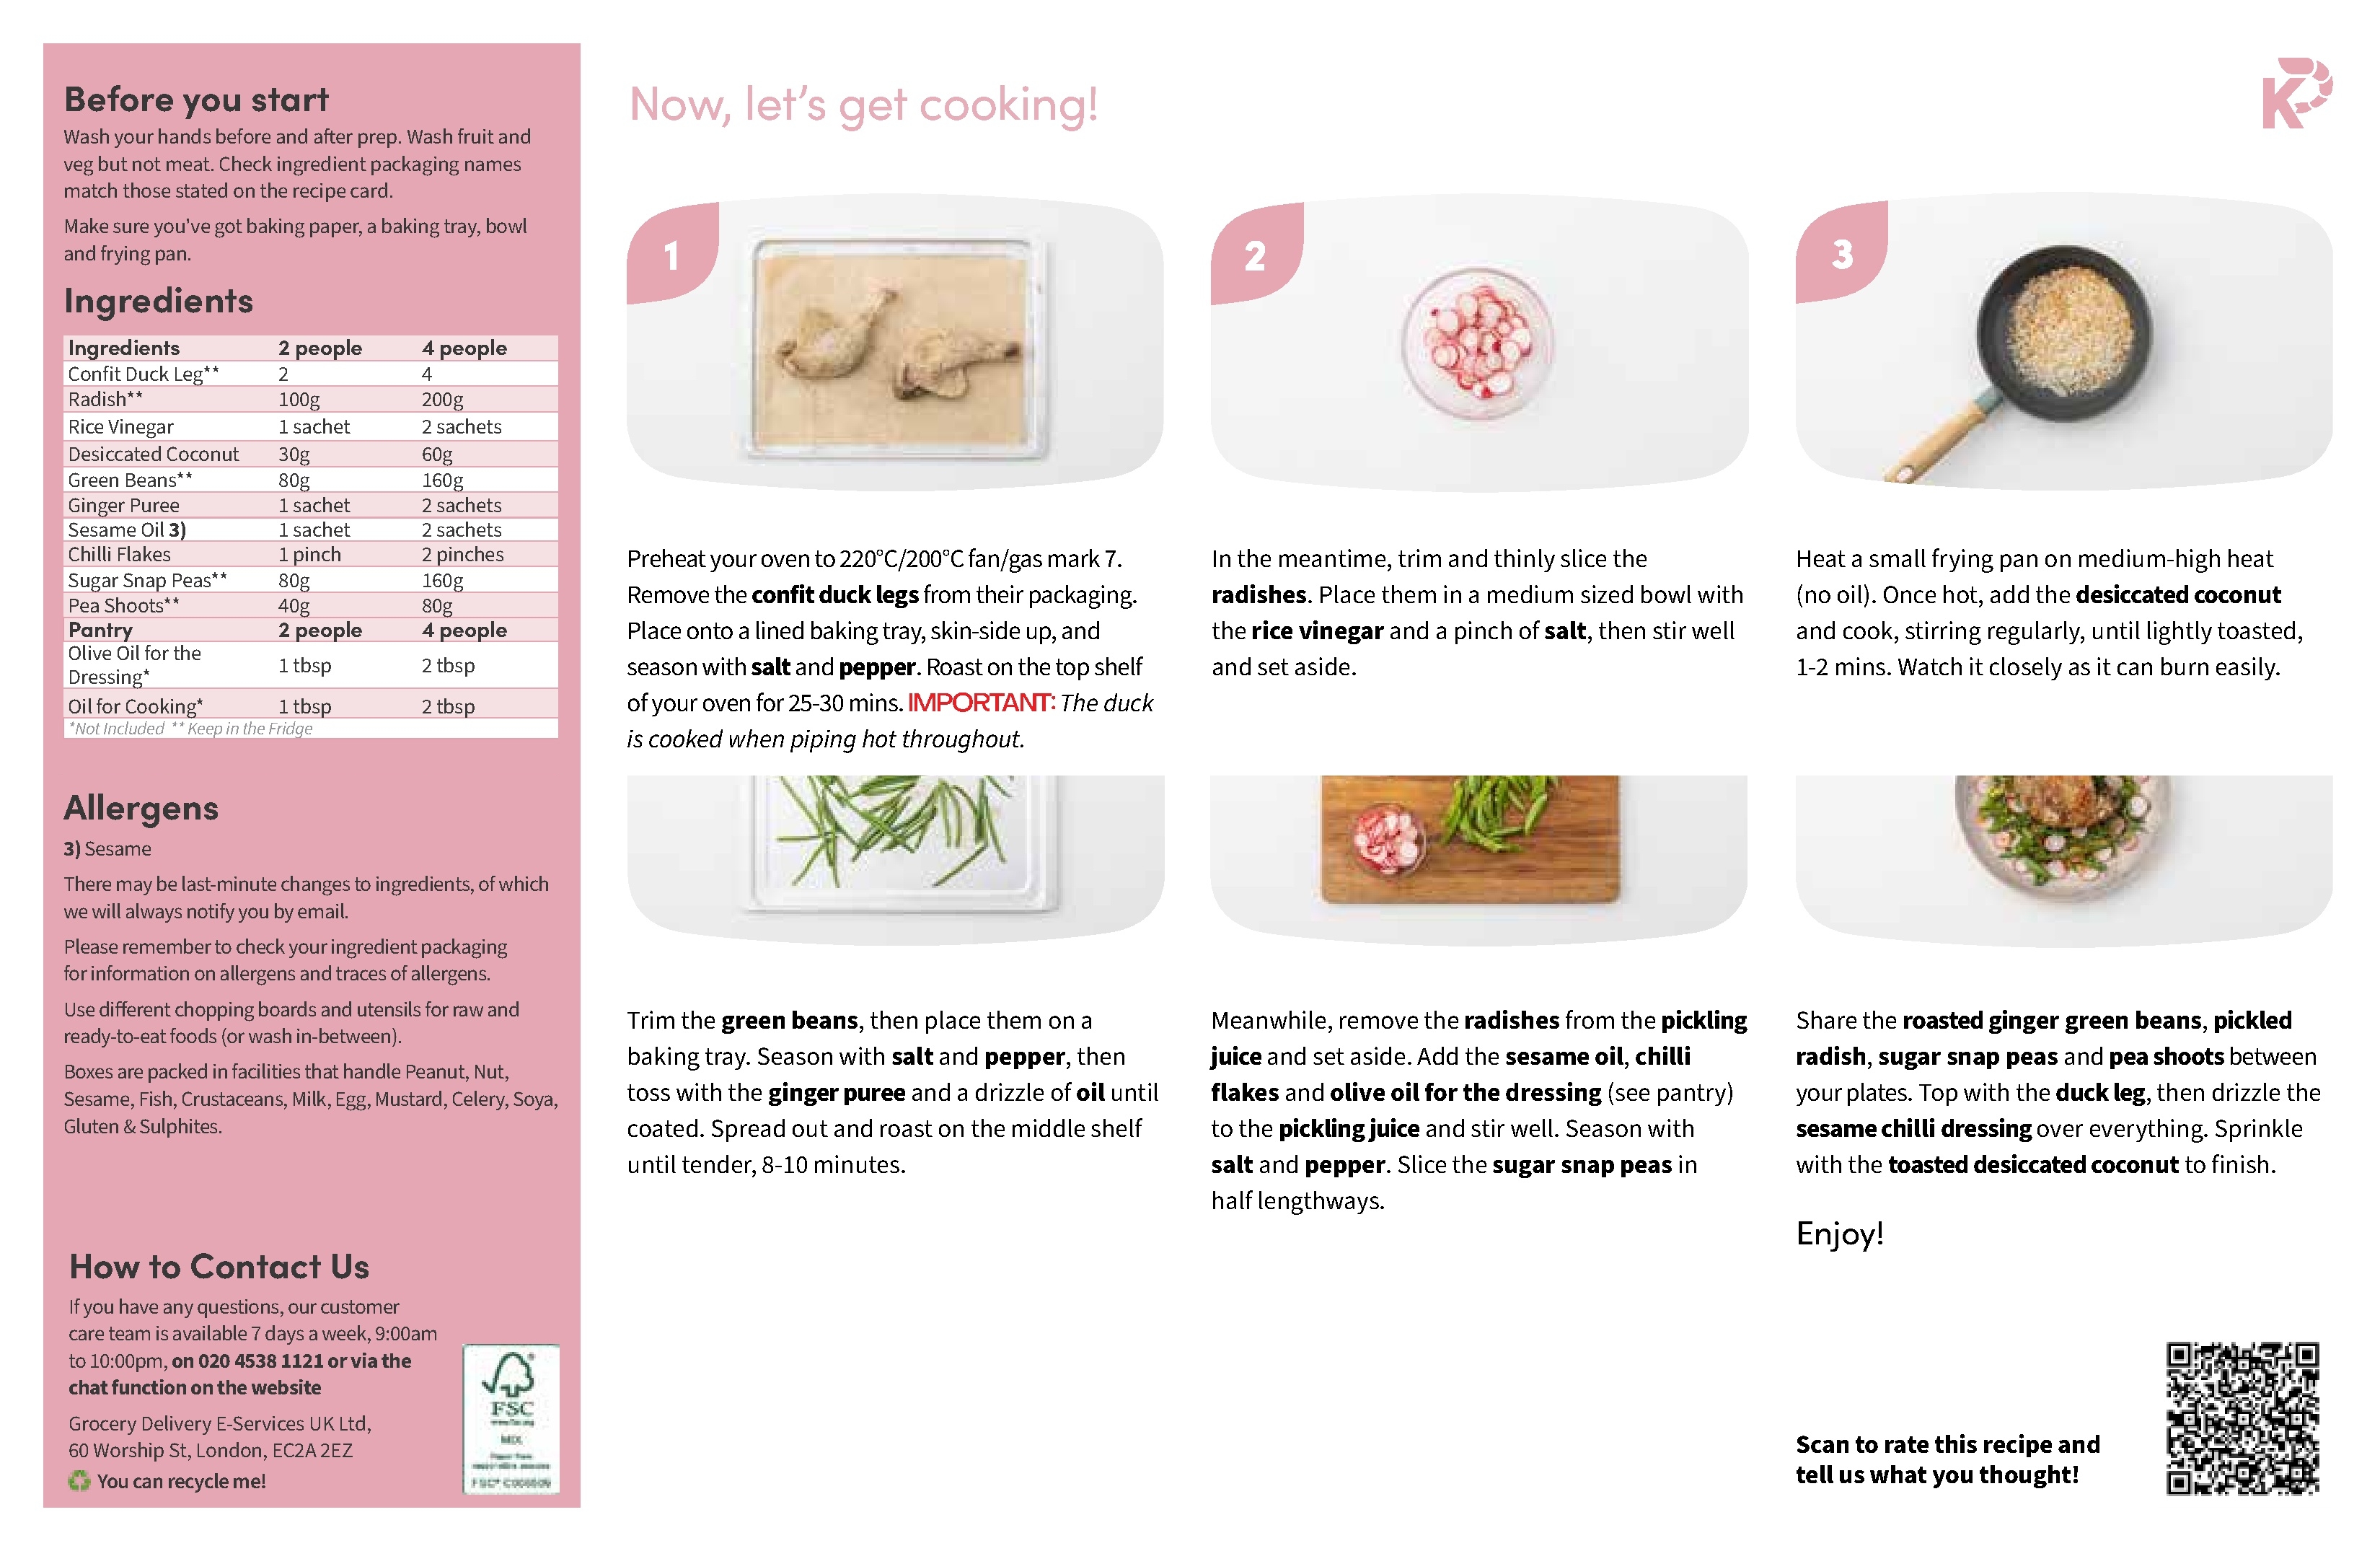 Before you start
Wash your hands before and after prep. Wash fruit and
veg but not meat. Check ingredient packaging names
match those stated on the recipe card.
Make sure you've got baking paper, a baking tray, bowl
and frying pan.
Ingredients
Ingredients 2 people 4 people
Confit Duck Leg** 2 4
Radish** 100g 200g
Rice Vinegar 1 sachet 2 sachets
Desiccated Coconut 30g 60g
Green Beans** 80g 160g
Ginger Puree 1 sachet 2 sachets
Sesame Oil 3) 1 sachet 2 sachets
Chilli Flakes 1 pinch 2 pinches
Sugar Snap Peas** 80g 160g
Pea Shoots** 40g 80g
Pantry 2 people 4 people
Olive Oil for the
Dressing* 1 tbsp 2 tbsp
Oil for Cooking* 1 tbsp 2 tbsp
*Not Included ** Keep in the Fridge
Allergens
3) Sesame
There may be last-minute changes to ingredients, of which
we will always notify you by email.
Please remember to check your ingredient packaging
for information on allergens and traces of allergens.
Use different chopping boards and utensils for raw and
ready-to-eat foods (or wash in-between).
Boxes are packed in facilities that handle Peanut, Nut,
Sesame, Fish, Crustaceans, Milk, Egg, Mustard, Celery, Soya,
Gluten & Sulphites.
How to Contact Us
If you have any questions, our customer
care team is available 7 days a week, 9:00am
to 10:00pm, on 020 4538 1121 or via the
chat function on the website
Grocery Delivery E-Services UK Ltd,
60 Worship St, London, EC2A 2EZ
You can recycle me!
FSC
MIX
Now, let's get cooking!
K
1
Preheat your oven to 220°C/200°C fan/gas mark 7.
Remove the confit duck legs from their packaging.
Place onto a lined baking tray, skin-side up, and
season with salt and pepper. Roast on the top shelf
of your oven for 25-30 mins. IMPORTANT: The duck
is cooked when piping hot throughout.
2
In the meantime, trim and thinly slice the
radishes. Place them in a medium sized bowl with
the rice vinegar and a pinch of salt, then stir well
and set aside.
3
Heat a small frying pan on medium-high heat
(no oil). Once hot, add the desiccated coconut
and cook, stirring regularly, until lightly toasted,
1-2 mins. Watch it closely as it can burn easily.
Trim the green beans, then place them on a
baking tray. Season with salt and pepper, then
toss with the ginger puree and a drizzle of oil until
coated. Spread out and roast on the middle shelf
until tender, 8-10 minutes.
Meanwhile, remove the radishes from the pickling
juice and set aside. Add the sesame oil, chilli
flakes and olive oil for the dressing (see pantry)
to the pickling juice and stir well. Season with
salt and pepper. Slice the sugar snap peas in
half lengthways.
Share the roasted ginger green beans, pickled
radish, sugar snap peas and pea shoots between
your plates. Top with the duck leg, then drizzle the
sesame chilli dressing over everything. Sprinkle
with the toasted desiccated coconut to finish.
Enjoy!
Scan to rate this recipe and
tell us what you thought!